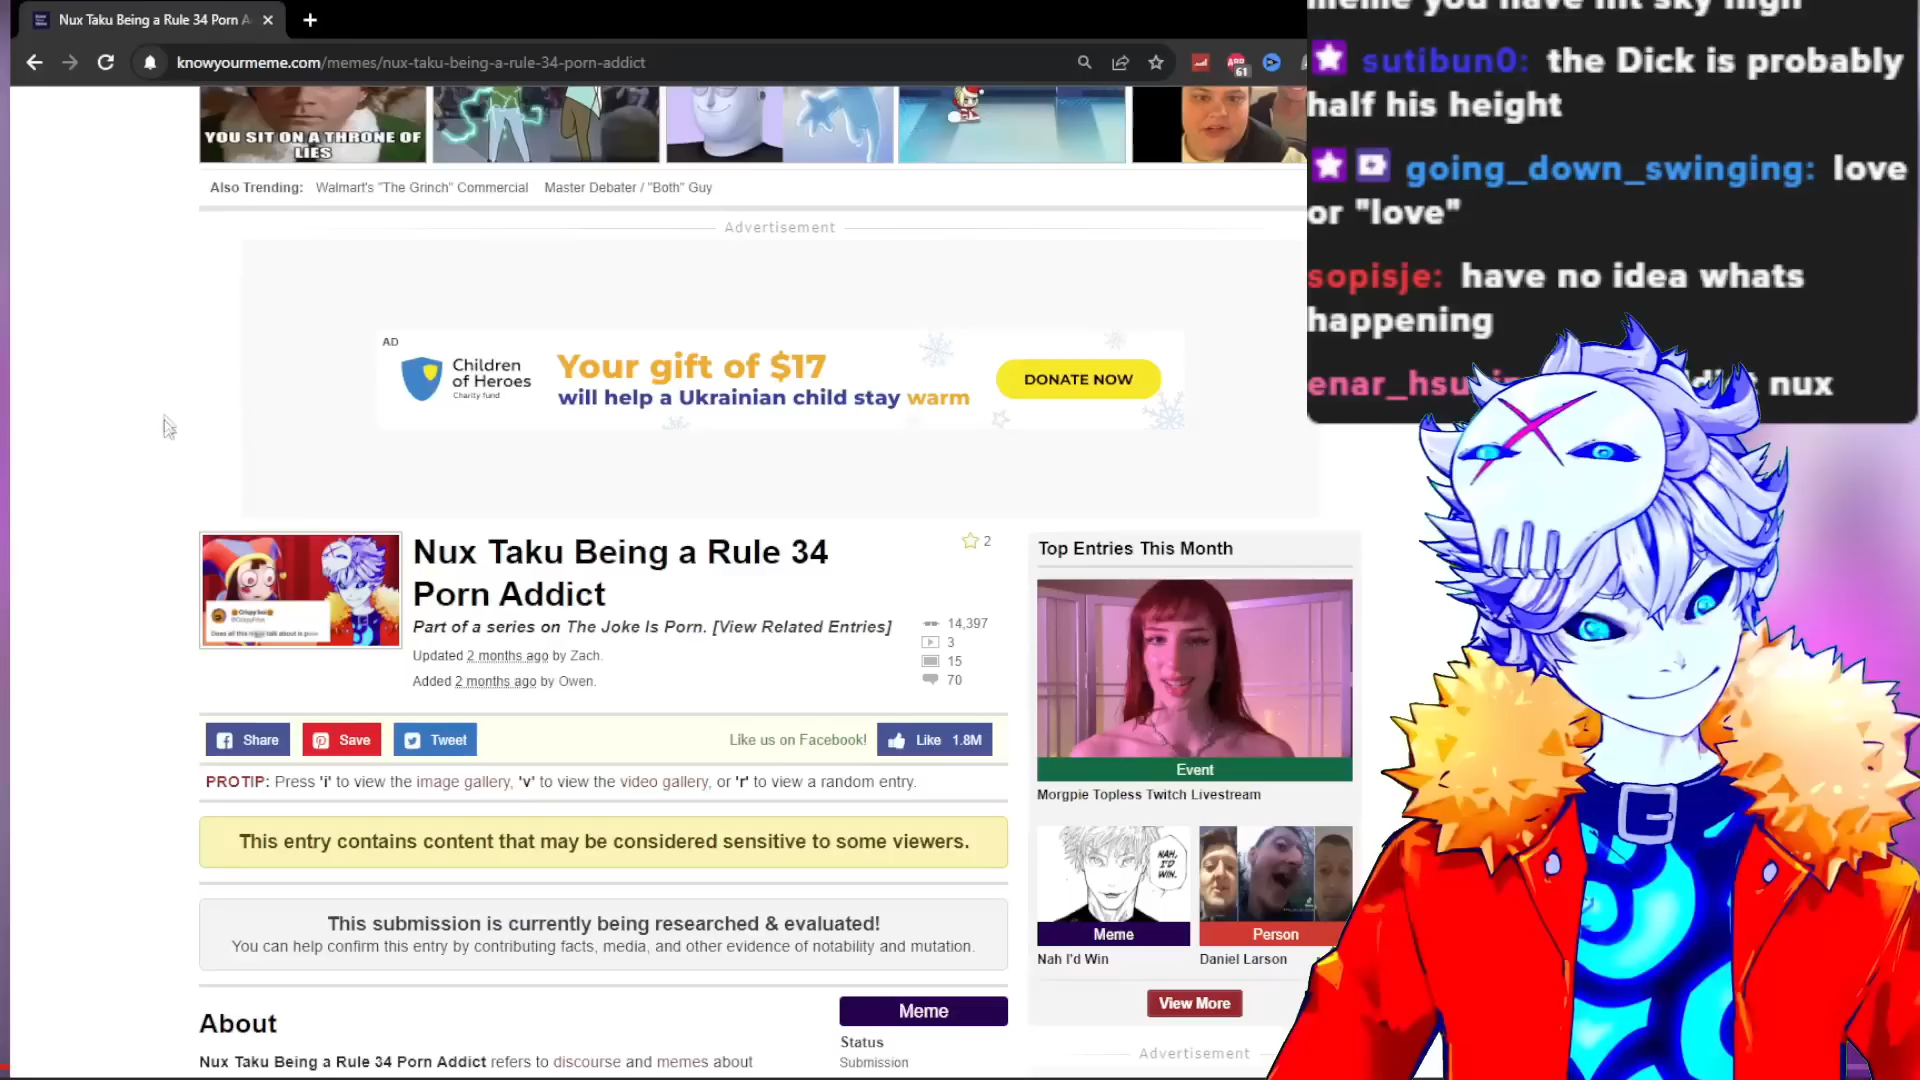 Nux Taku Being a Rule 34 Porn A
knowyourmeme.com/memes/nux-taku-being-a-rule-34-porn-addict
61
YOU SIT ON A THRONE OF
LIES
Also Trending: Walmart's "The Grinch" Commercial Master Debater / "Both" Guy
Advertisement
AD
Children
of Heroes
Charity fund
Your gift of $17
will help a Ukrainian child stay warm
DONATE NOW
Nux Taku Being a Rule 34
Porn Addict
2
Part of a series on The Joke Is Porn. [View Related Entries]
Updated 2 months ago by Zach.
Added 2 months ago by Owen.
14,397
3
15
70
Share
Save
Tweet
Like us on Facebook!
Like 1.8M
PROTIP: Press 'i' to view the image gallery, 'v' to view the video gallery, or 'r' to view a random entry.
This entry contains content that may be considered sensitive to some viewers.
This submission is currently being researched & evaluated!
You can help confirm this entry by contributing facts, media, and other evidence of notability and mutation.
About
Nux Taku Being a Rule 34 Porn Addict refers to discourse and memes about
Meme
Status
Submission
Top Entries This Month
Event
Morgpie Topless Twitch Livestream
NAH,
I'D
WIN.
Meme
Nah I'd Win
Person
Daniel Larson
View More
Advertisement
meme you have hit sky high
sutibun0: the Dick is probably
half his height
going_down_swinging: love
or "love"
sopisje: have no idea whats
happening
nux